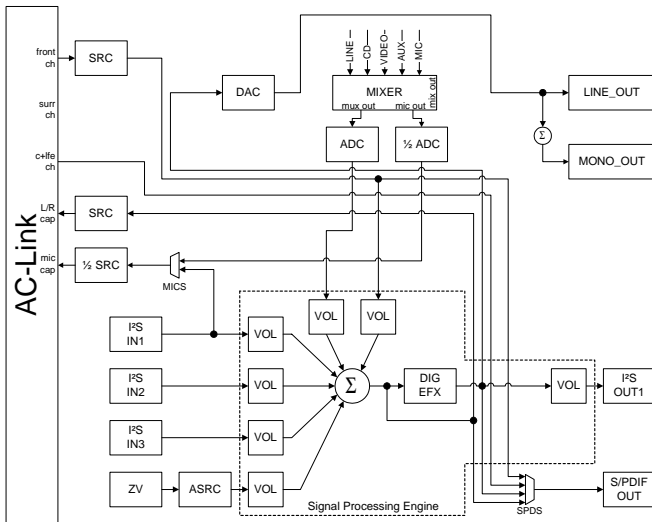 AC-Link
front
ch
surr
ch
c+lfe
ch
L/R
cap
mic
cap
SRC
SRC
½ SRC
MICS
DAC
LINE
CD
VIDEO
AUX
MIC
MIXER
mux out
mic out
mix_out
ADC
½ ADC
LINE_OUT
Σ
MONO_OUT
VOL
VOL
I²S
IN1
VOL
I²S
IN2
VOL
I²S
IN3
VOL
ZV
ASRC
VOL
Σ
DIG
EFX
VOL
I²S
OUT1
Signal Processing Engine
SPDS
S/PDIF
OUT